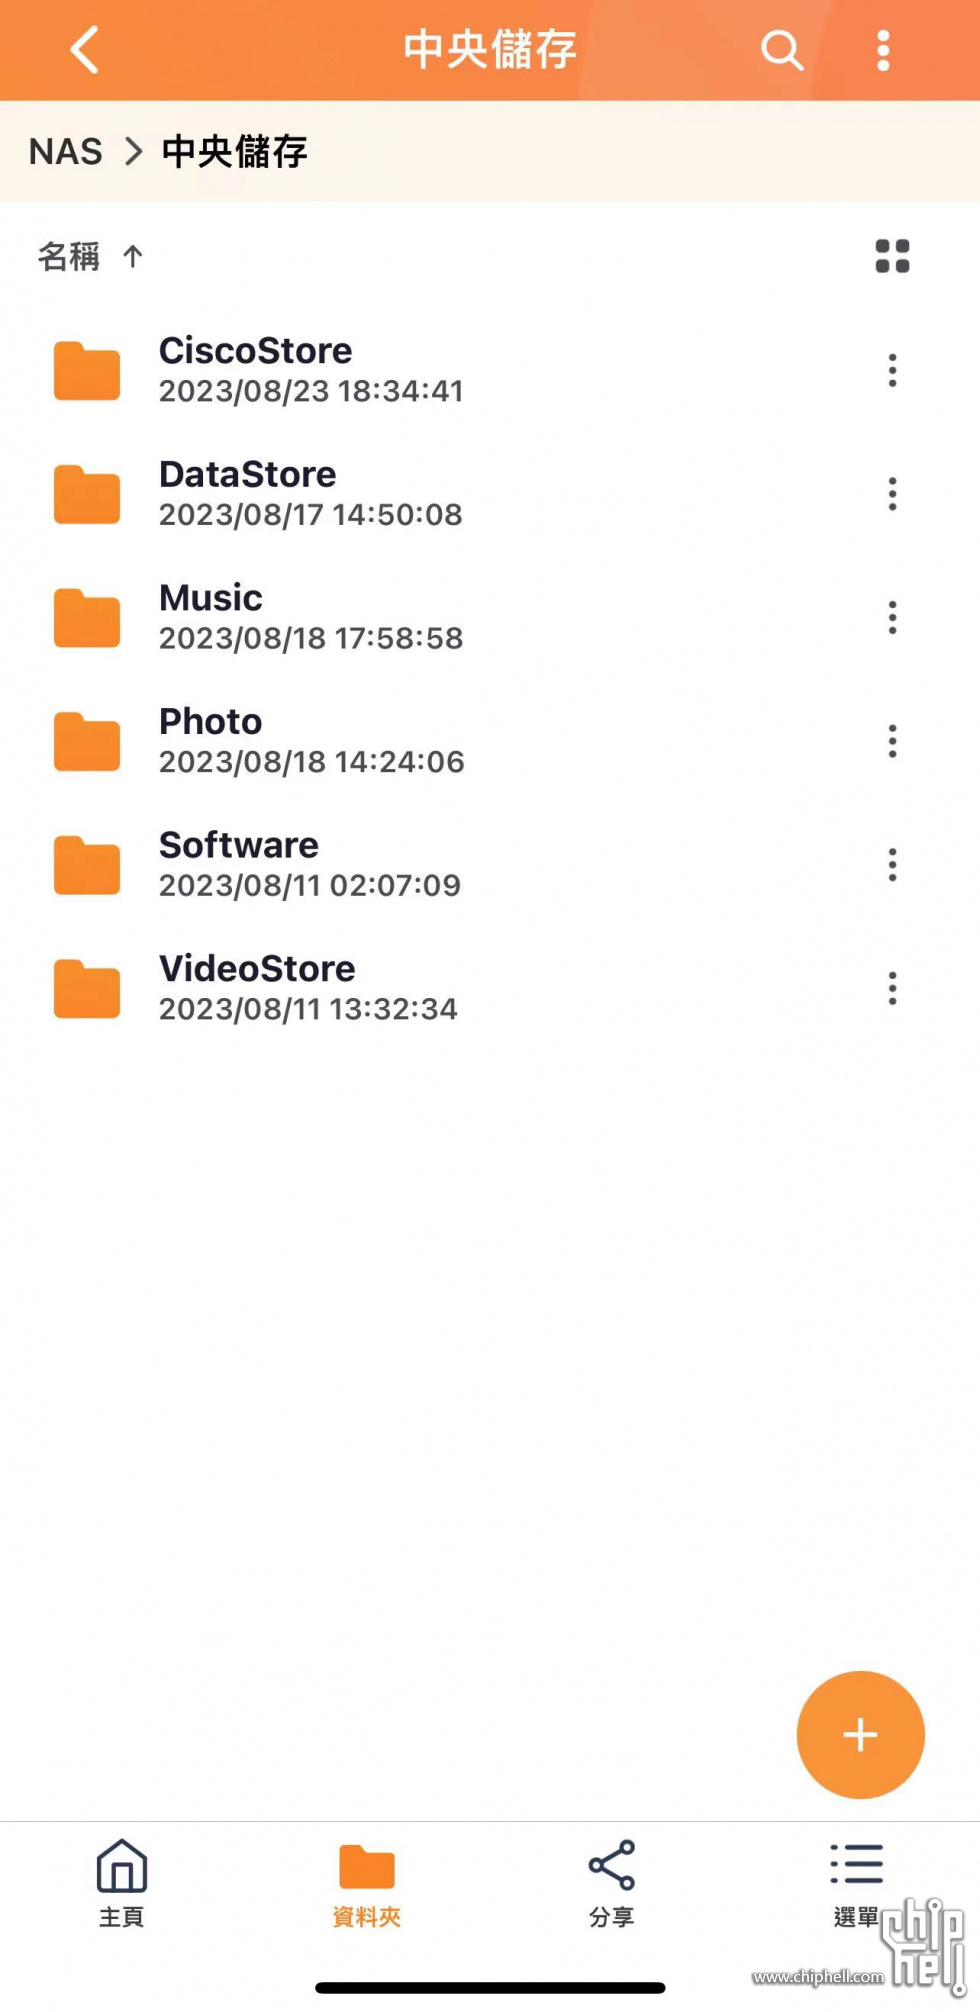 中央儲存
NAS > 中央儲存
名稱 ↑
CiscoStore
2023/08/23 18:34:41
DataStore
2023/08/17 14:50:08
Music
2023/08/18 17:58:58
Photo
2023/08/18 14:24:06
Software
2023/08/11 02:07:09
VideoStore
2023/08/11 13:32:34
+
主頁
資料夾
分享
選單
chip
hell
www.chiphell.com